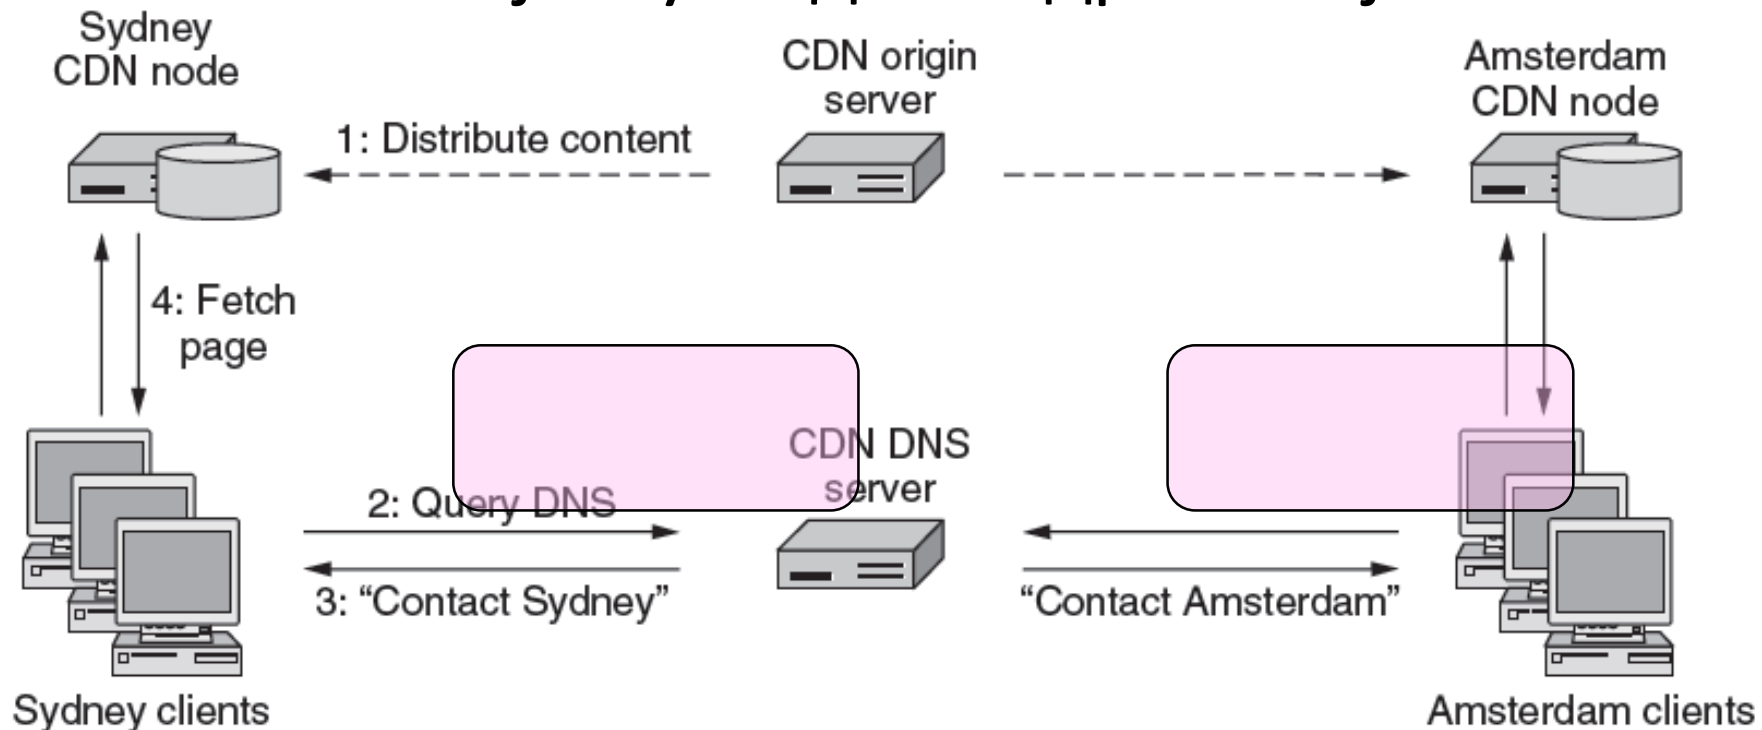 Sydney
CDN node
CDN origin
server
Amsterdam
CDN node
1: Distribute content
4: Fetch
page
CDN DNS
server
2: Query DNS
3: “Contact Sydney”
“Contact Amsterdam”
Sydney clients
Amsterdam clients